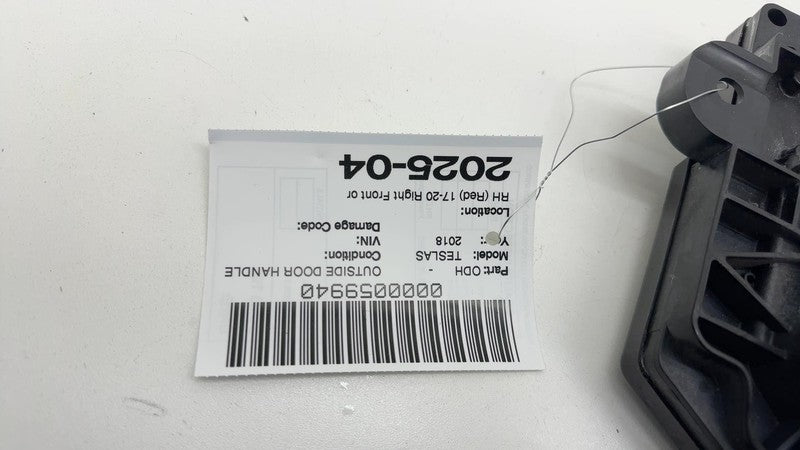 0000059940
Part: ODH - OUTSIDE DOOR HANDLE
Model: TESLAS Condition:
2018 VIN:
Damage Code:
Location:
RH (Red) 17-20 Right Front or
2025-04